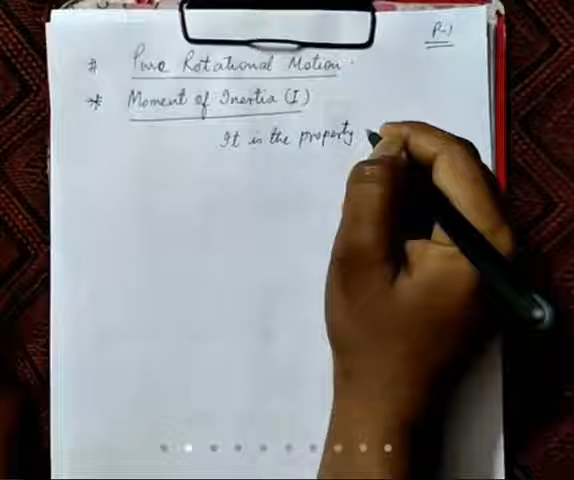 P-1
# Pure Rotational Motion.
* Moment of Inertia (I)
It is the property